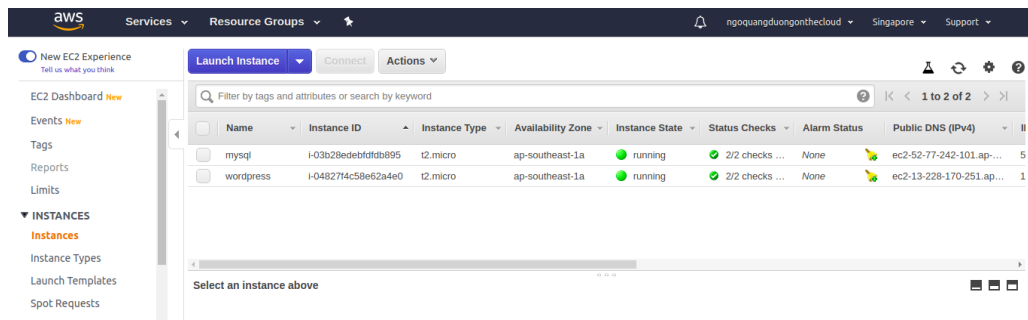 aws Services Resource Groups ngoquangduongonthecloud Singapore Support
New EC2 Experience
Tell us what you think
EC2 Dashboard New
Events New
Tags
Reports
Limits
INSTANCES
Instances
Instance Types
Launch Templates
Spot Requests
Launch Instance Connect Actions
Filter by tags and attributes or search by keyword 1 to 2 of 2
Name Instance ID Instance Type Availability Zone Instance State Status Checks Alarm Status Public DNS (IPv4)
mysql i-03b28edebfdfdb895 t2.micro ap-southeast-1a running 2/2 checks ... None ec2-52-77-242-101.ap-... 5
wordpress i-04827f4c58e62a4e0 t2.micro ap-southeast-1a running 2/2 checks ... None ec2-13-228-170-251.ap... 1
Select an instance above